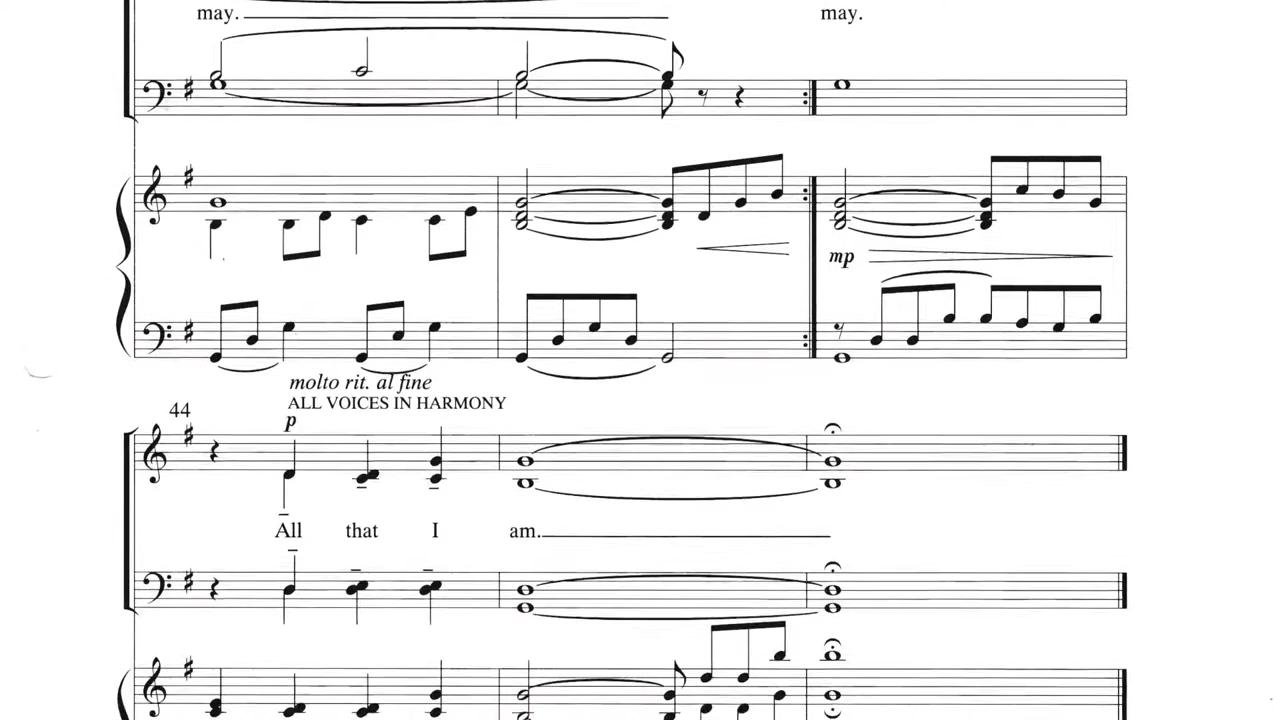 may. may.
mp
molto rit. al fine
44 ALL VOICES IN HARMONY
p
All that I am.